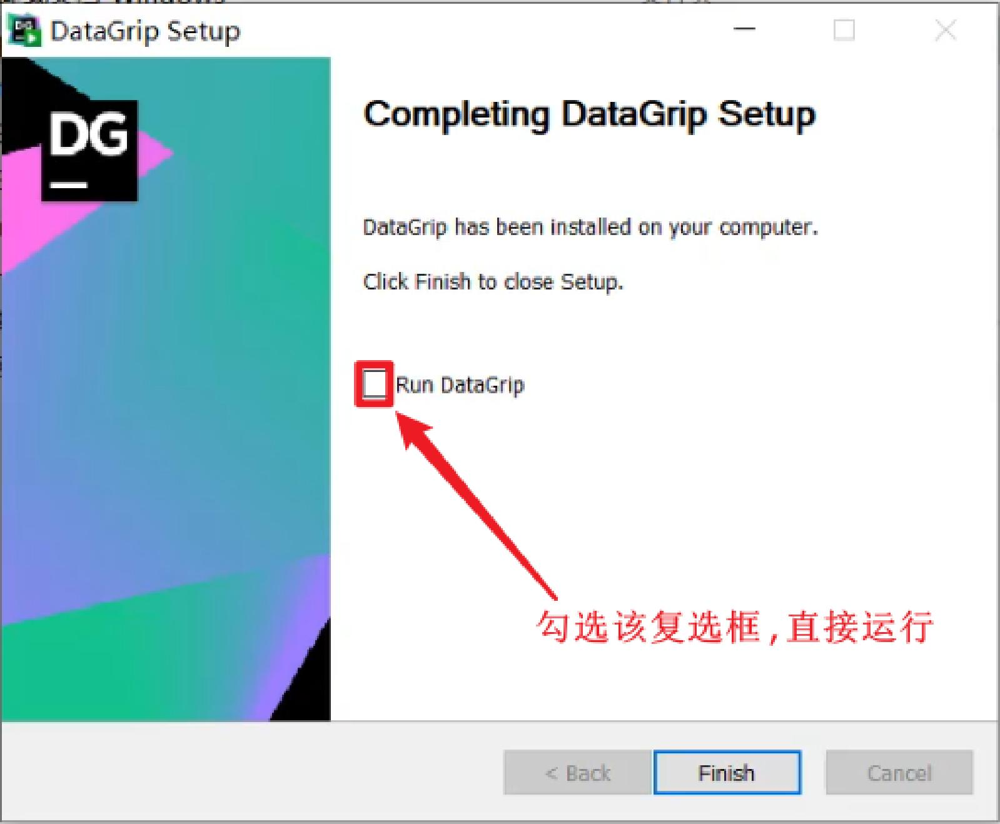 DataGrip Setup
DG
Completing DataGrip Setup
DataGrip has been installed on your computer.
Click Finish to close Setup.
Run DataGrip
勾选该复选框,直接运行
< Back
Finish
Cancel